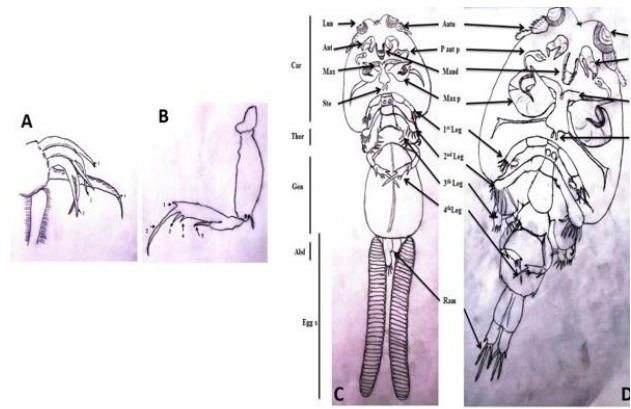 A
B
C
D
Lun
Ant
Max
Ste
Car
Thor
Gen
Abd
Egg s
Antu
P ant p
Mand
Max p
1st Leg
2nd Leg
3th Leg
4th Leg
Ram